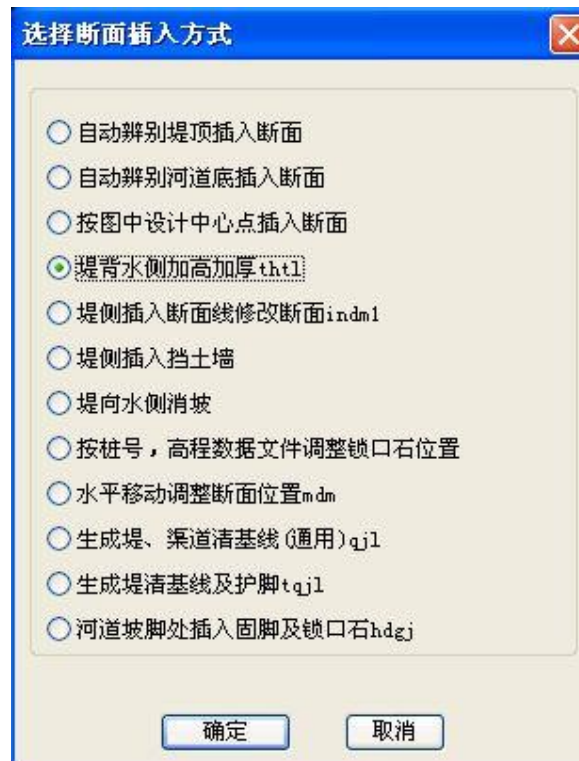 选择断面插入方式
自动辨别堤顶插入断面
自动辨别河道底插入断面
按图中设计中心点插入断面
堤背水侧加高加厚thtl
堤侧插入断面线修改断面indml
堤侧插入挡土墙
堤向水侧消坡
按桩号，高程数据文件调整锁口石位置
水平移动调整断面位置mdm
生成堤、渠道清基线(通用)qjl
生成堤清基线及护脚tqjl
河道坡脚处插入固脚及锁口石hdgj
确定 取消